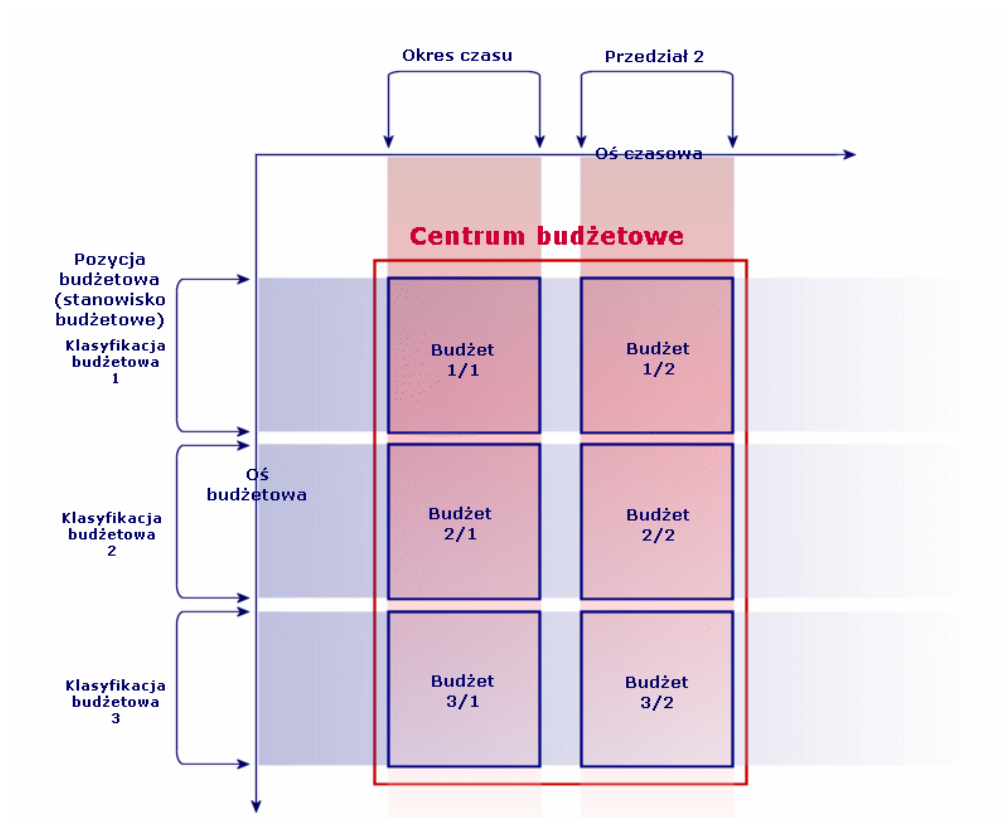 Okres czasu
Przedział 2
Oś czasowa
Centrum budżetowe
Pozycja
budżetowa
(stanowisko
budżetowe)
Klasyfikacja
budżetowa
1
Budżet
1/1
Budżet
1/2
Oś
budżetowa
Klasyfikacja
budżetowa
2
Budżet
2/1
Budżet
2/2
Klasyfikacja
budżetowa
3
Budżet
3/1
Budżet
3/2